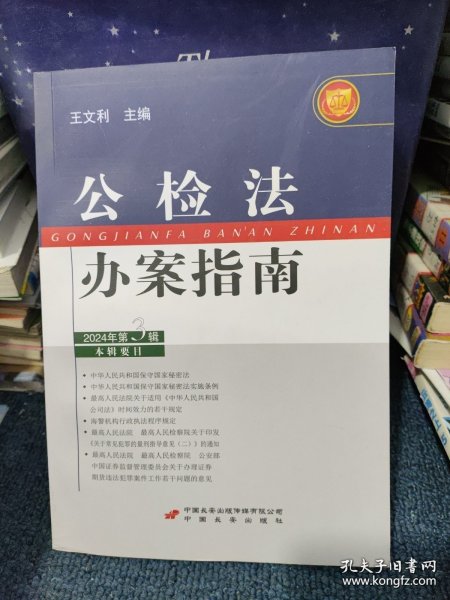 王文利 主编
公检法
GONGJIANFA BAN'AN ZHINAN
办案指南
2024年第3辑
本辑要目
• 中华人民共和国保守国家秘密法
• 中华人民共和国保守国家秘密法实施条例
• 最高人民法院关于适用《中华人民共和国
公司法》时间效力的若干规定
• 海警机构行政执法程序规定
• 最高人民法院 最高人民检察院关于印发
《关于常见犯罪的量刑指导意见（二）》的通知
• 最高人民法院 最高人民检察院 公安部
中国证券监督管理委员会关于办理证券
期货违法犯罪案件工作若干问题的意见
中國長安出版传媒有限公司
中國長安出版社
孔夫子旧书网
www.kongfz.com